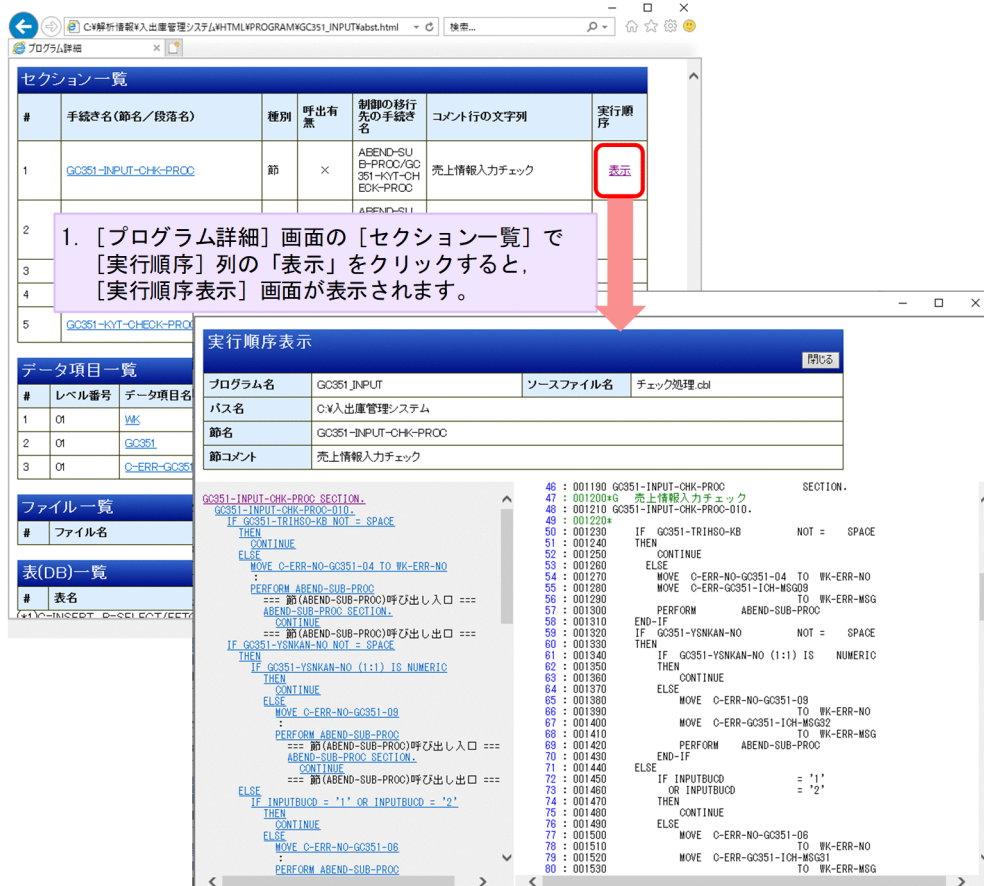 C:¥解析情報¥入出庫管理システム¥HTML¥PROGRAM¥GC351_INPUT¥abst.html
検索...
プログラム詳細
セクション一覧
# 手続き名(節名/段落名) 種別 呼出有無 制御の移行先の手続き名 コメント行の文字列 実行順序
1 GC351-INPUT-CHK-PROC 節 × ABEND-SUB-PROC/GC351-KYT-CHECK-PROC 売上情報入力チェック 表示
2 ABEND-SU
3
4
5 GC351-KYT-CHECK-PROC
1. [プログラム詳細] 画面の [セクション一覧] で
[実行順序] 列の「表示」をクリックすると,
[実行順序表示] 画面が表示されます。
データ項目一覧
# レベル番号 データ項目名
1 01 WK
2 01 GC351
3 01 C-ERR-GC351
ファイル一覧
# ファイル名
表(DB)一覧
# 表名
(*1)C=INSERT R=SELECT/FETC
実行順序表示
閉じる
プログラム名 GC351_INPUT ソースファイル名 チェック処理.cbl
パス名 C:¥入出庫管理システム
節名 GC351-INPUT-CHK-PROC
節コメント 売上情報入力チェック
GC351-INPUT-CHK-PROC SECTION.
GC351-INPUT-CHK-PROC-010.
IF GC351-TRIHSO-KB NOT = SPACE
THEN
CONTINUE
ELSE
MOVE C-ERR-NO-GC351-04 TO WK-ERR-NO
:
PERFORM ABEND-SUB-PROC
=== 節(ABEND-SUB-PROC)呼び出し入口 ===
ABEND-SUB-PROC SECTION.
CONTINUE
=== 節(ABEND-SUB-PROC)呼び出し出口 ===
IF GC351-YSNKAN-NO NOT = SPACE
THEN
IF GC351-YSNKAN-NO (1:1) IS NUMERIC
THEN
CONTINUE
ELSE
MOVE C-ERR-NO-GC351-09
:
PERFORM ABEND-SUB-PROC
=== 節(ABEND-SUB-PROC)呼び出し入口 ===
ABEND-SUB-PROC SECTION.
CONTINUE
=== 節(ABEND-SUB-PROC)呼び出し出口 ===
ELSE
IF INPUTBUCD = '1' OR INPUTBUCD = '2'
THEN
CONTINUE
ELSE
MOVE C-ERR-NO-GC351-06
:
PERFORM ABEND-SUB-PROC
46 : 001190 GC351-INPUT-CHK-PROC SECTION.
47 : 001200*G 売上情報入力チェック
48 : 001210 GC351-INPUT-CHK-PROC-010.
49 : 001220*
50 : 001230 IF GC351-TRIHSO-KB NOT = SPACE
51 : 001240 THEN
52 : 001250 CONTINUE
53 : 001260 ELSE
54 : 001270 MOVE C-ERR-NO-GC351-04 TO WK-ERR-NO
55 : 001280 MOVE C-ERR-GC351-ICH-MSG09
56 : 001290 TO WK-ERR-MSG
57 : 001300 PERFORM ABEND-SUB-PROC
58 : 001310 END-IF
59 : 001320 IF GC351-YSNKAN-NO NOT = SPACE
60 : 001330 THEN
61 : 001340 IF GC351-YSNKAN-NO (1:1) IS NUMERIC
62 : 001350 THEN
63 : 001360 CONTINUE
64 : 001370 ELSE
65 : 001380 MOVE C-ERR-NO-GC351-09
66 : 001390 TO WK-ERR-NO
67 : 001400 MOVE C-ERR-GC351-ICH-MSG32
68 : 001410 TO WK-ERR-MSG
69 : 001420 PERFORM ABEND-SUB-PROC
70 : 001430 END-IF
71 : 001440 ELSE
72 : 001450 IF INPUTBUCD = '1'
73 : 001460 OR INPUTBUCD = '2'
74 : 001470 THEN
75 : 001480 CONTINUE
76 : 001490 ELSE
77 : 001500 MOVE C-ERR-NO-GC351-06
78 : 001510 TO WK-ERR-NO
79 : 001520 MOVE C-ERR-GC351-ICH-MSG31
80 : 001530 TO WK-ERR-MSG